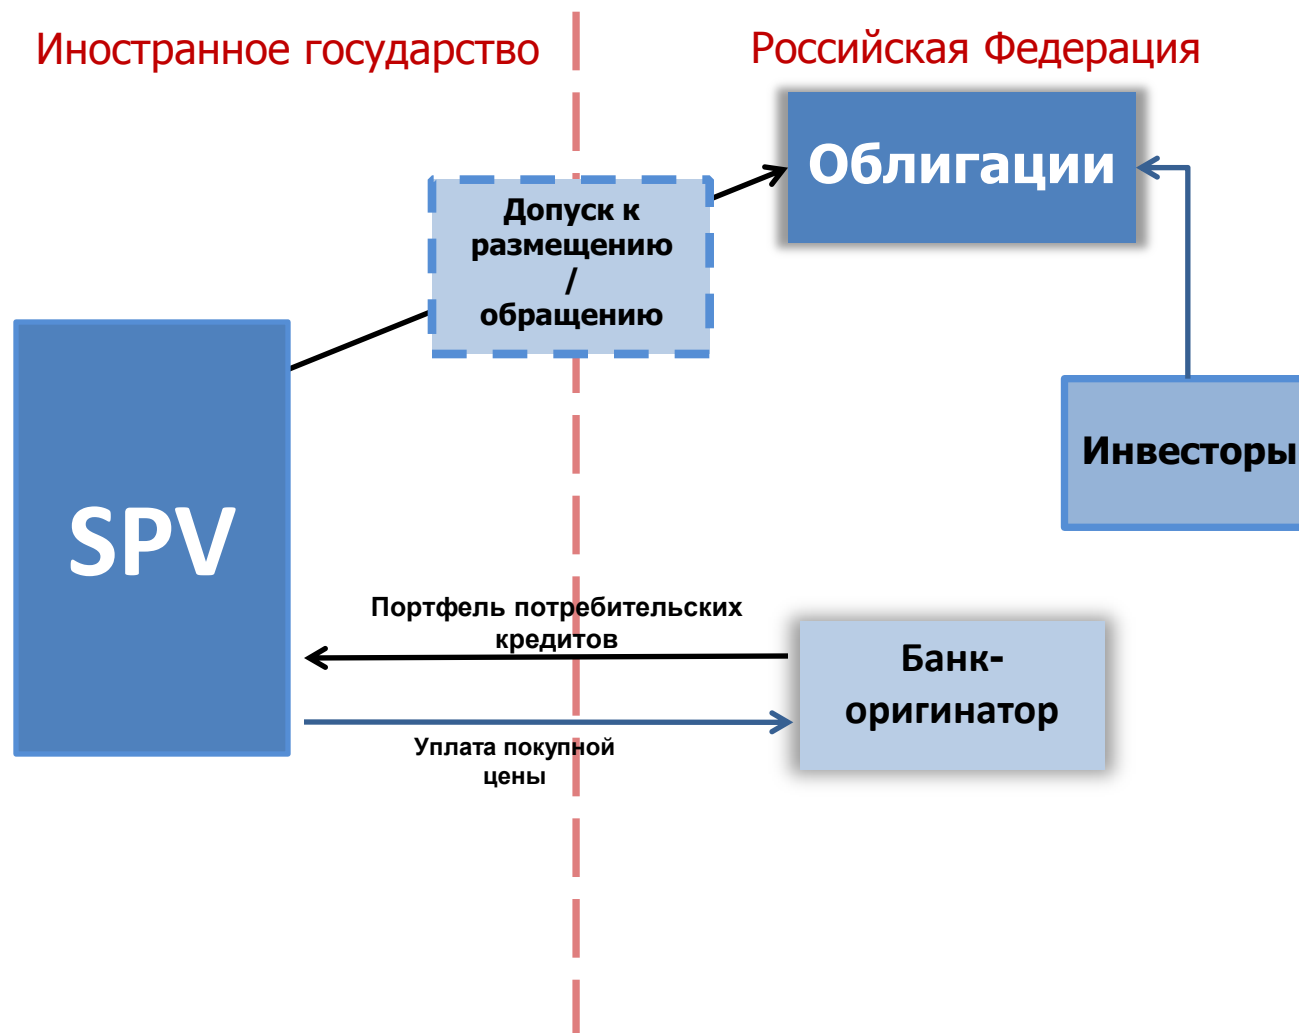 Иностранное государство
Российская Федерация
Облигации
Допуск к
размещению
/
обращению
SPV
Инвесторы
Портфель потребительских
кредитов
Банк-
оригинатор
Уплата покупной
цены